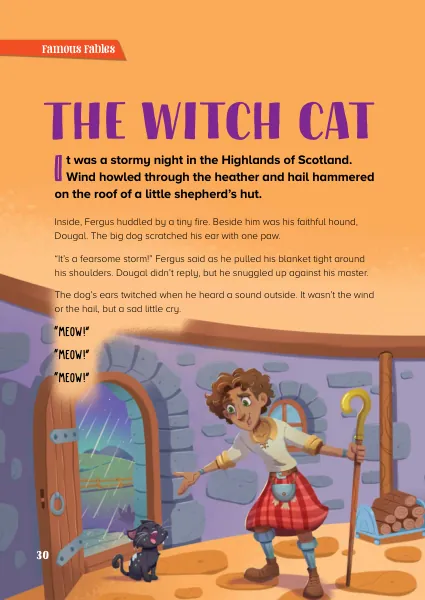 Famous Fables
THE WITCH CAT
It was a stormy night in the Highlands of Scotland.
Wind howled through the heather and hail hammered
on the roof of a little shepherd's hut.
Inside, Fergus huddled by a tiny fire. Beside him was his faithful hound,
Dougal. The big dog scratched his ear with one paw.
“It's a fearsome storm!” Fergus said as he pulled his blanket tight around
his shoulders. Dougal didn't reply, but he snuggled up against his master.
The dog's ears twitched when he heard a sound outside. It wasn't the wind
or the hail, but a sad little cry.
“MEOW!”
“MEOW!”
“MEOW!”
30